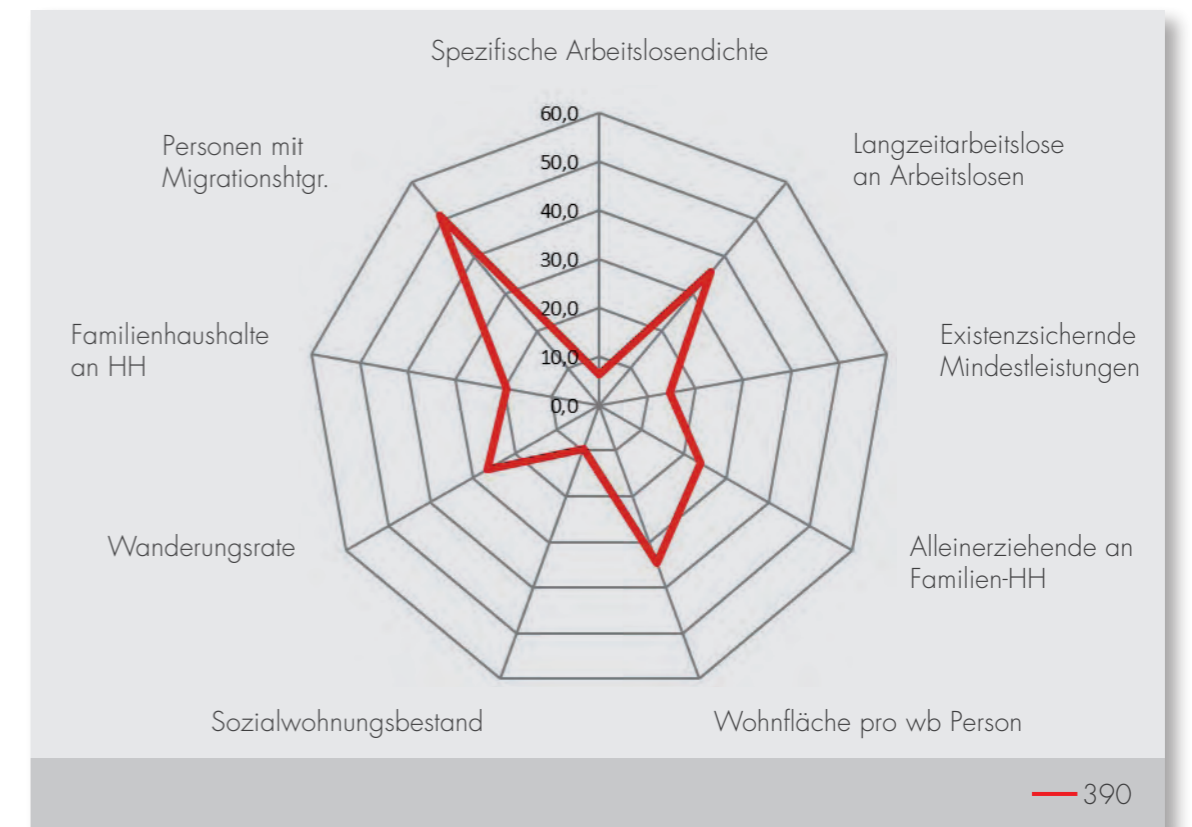 Spezifische Arbeitslosendichte
Personen mit
Migrationshtgr.
Langzeitarbeitslose
an Arbeitslosen
60,0
50,0
40,0
30,0
20,0
10,0
0,0
Familienhaushalte
an HH
Existenzsichernde
Mindestleistungen
Wanderungsrate
Alleinerziehende an
Familien-HH
Sozialwohnungsbestand
Wohnfläche pro wb Person
390